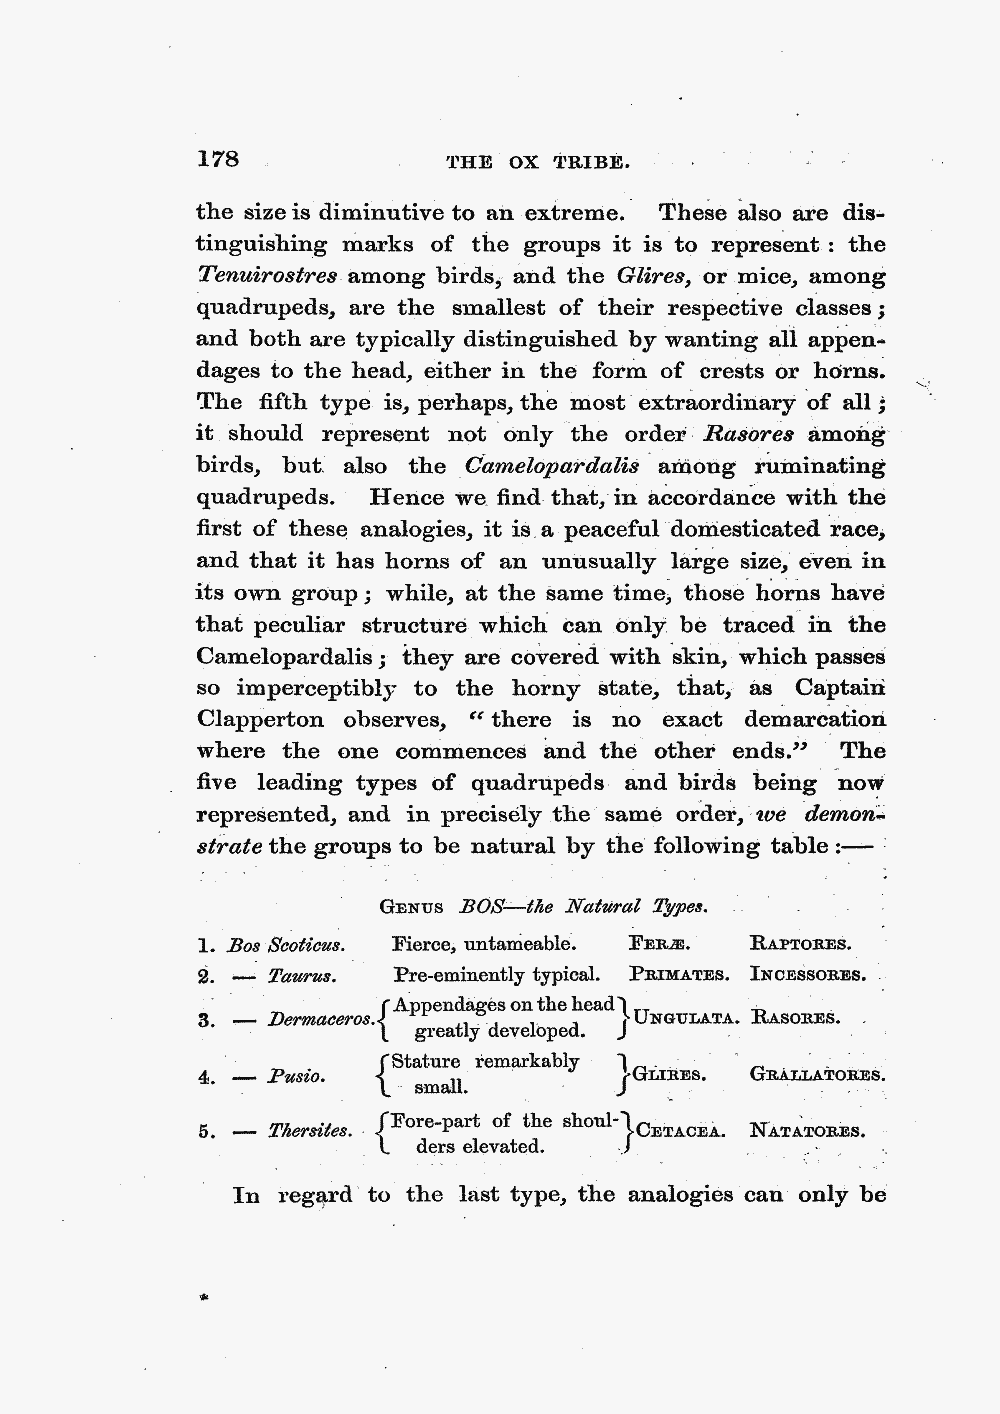 178 THE OX TRIBE.
the size is diminutive to an extreme. These also are dis-
tinguishing marks of the groups it is to represent : the
Tenuirostres among birds, and the Glires, or mice, among
quadrupeds, are the smallest of their respective classes ;
and both are typically distinguished by wanting all appen-
dages to the head, either in the form of crests or horns.
The fifth type is, perhaps, the most extraordinary of all ;
it should represent not only the order Rasores among
birds, but also the Camelopardalis among ruminating
quadrupeds. Hence we find that, in accordance with the
first of these analogies, it is a peaceful domesticated race,
and that it has horns of an unusually large size, even in
its own group ; while, at the same time, those horns have
that peculiar structure which can only be traced in the
Camelopardalis ; they are covered with skin, which passes
so imperceptibly to the horny state, that, as Captain
Clapperton observes, “ there is no exact demarcation
where the one commences and the other ends.” The
five leading types of quadrupeds and birds being now
represented, and in precisely the same order, we demon-
strate the groups to be natural by the following table :—
GENUS BOS—the Natural Types.
1. Bos Scoticus. Fierce, untameable. FERÆ. RAPTORES.
2. — Taurus. Pre-eminently typical. PRIMATES. INCESSORES.
3. — Dermaceros. { Appendages on the head greatly developed. } UNGULATA. RASORES.
4. — Pusio. { Stature remarkably small. } GLIRES. GRALLATORES.
5. — Thersites. { Fore-part of the shoul- ders elevated. } CETACEA. NATATORES.
In regard to the last type, the analogies can only be